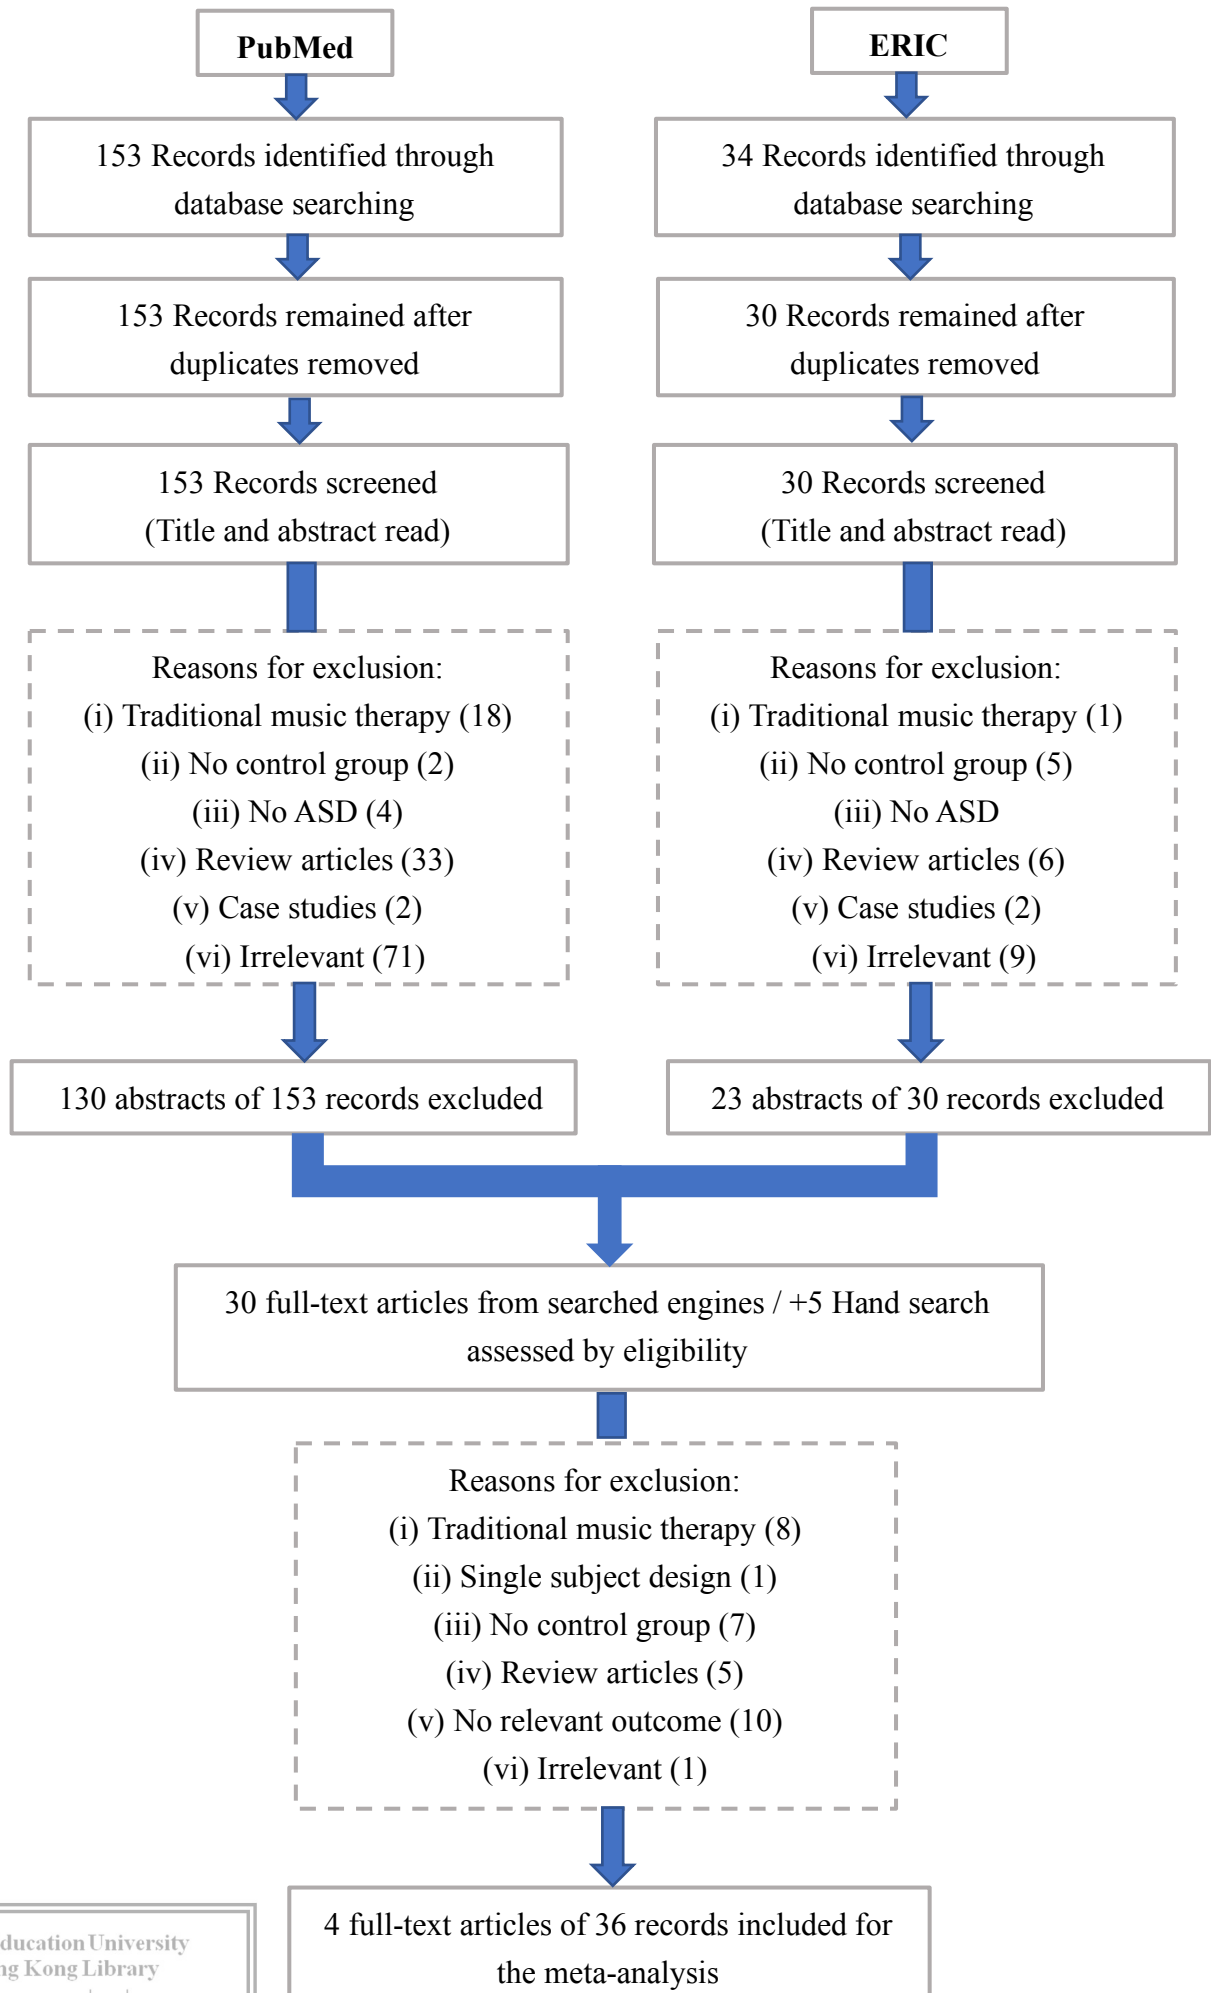 PubMed
153 Records identified through
database searching
153 Records remained after
duplicates removed
153 Records screened
(Title and abstract read)
Reasons for exclusion:
(i) Traditional music therapy (18)
(ii) No control group (2)
(iii) No ASD (4)
(iv) Review articles (33)
(v) Case studies (2)
(vi) Irrelevant (71)
130 abstracts of 153 records excluded
ERIC
34 Records identified through
database searching
30 Records remained after
duplicates removed
30 Records screened
(Title and abstract read)
Reasons for exclusion:
(i) Traditional music therapy (1)
(ii) No control group (5)
(iii) No ASD
(iv) Review articles (6)
(v) Case studies (2)
(vi) Irrelevant (9)
23 abstracts of 30 records excluded
30 full-text articles from searched engines / +5 Hand search
assessed by eligibility
Reasons for exclusion:
(i) Traditional music therapy (8)
(ii) Single subject design (1)
(iii) No control group (7)
(iv) Review articles (5)
(v) No relevant outcome (10)
(vi) Irrelevant (1)
4 full-text articles of 36 records included for
the meta-analysis
ducation University
ng Kong Library